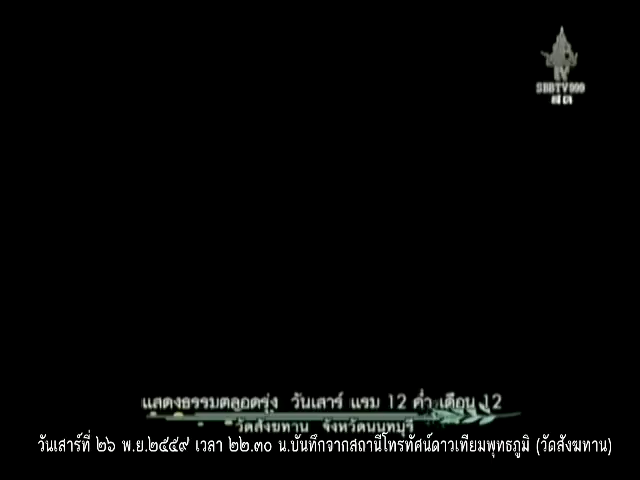 SBBTV999
สด
แสดงธรรมตลอดรุ่ง วันเสาร์ แรม 12 ค่ำ เดือน 12
วัดสังฆทาน จังหวัดนนทบุรี
วันเสาร์ที่ ๒๖ พ.ย.๒๕๕๙ เวลา ๒๒.๓๐ น.บันทึกจากสถานีโทรทัศน์ดาวเทียมพุทธภูมิ (วัดสังฆทาน)